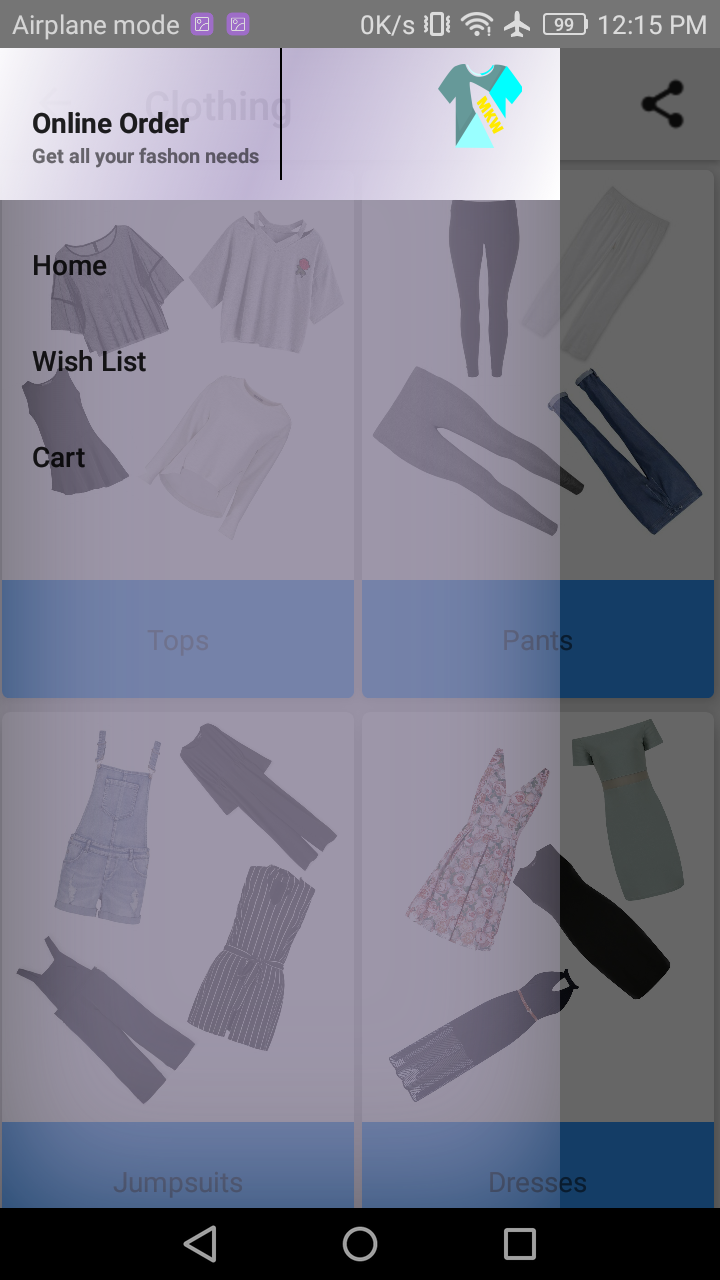 Airplane mode 0K/s 99 12:15 PM
Clothing
Online Order
Get all your fashon needs
MKW
Home
Wish List
Cart
Tops Pants
Jumpsuits Dresses